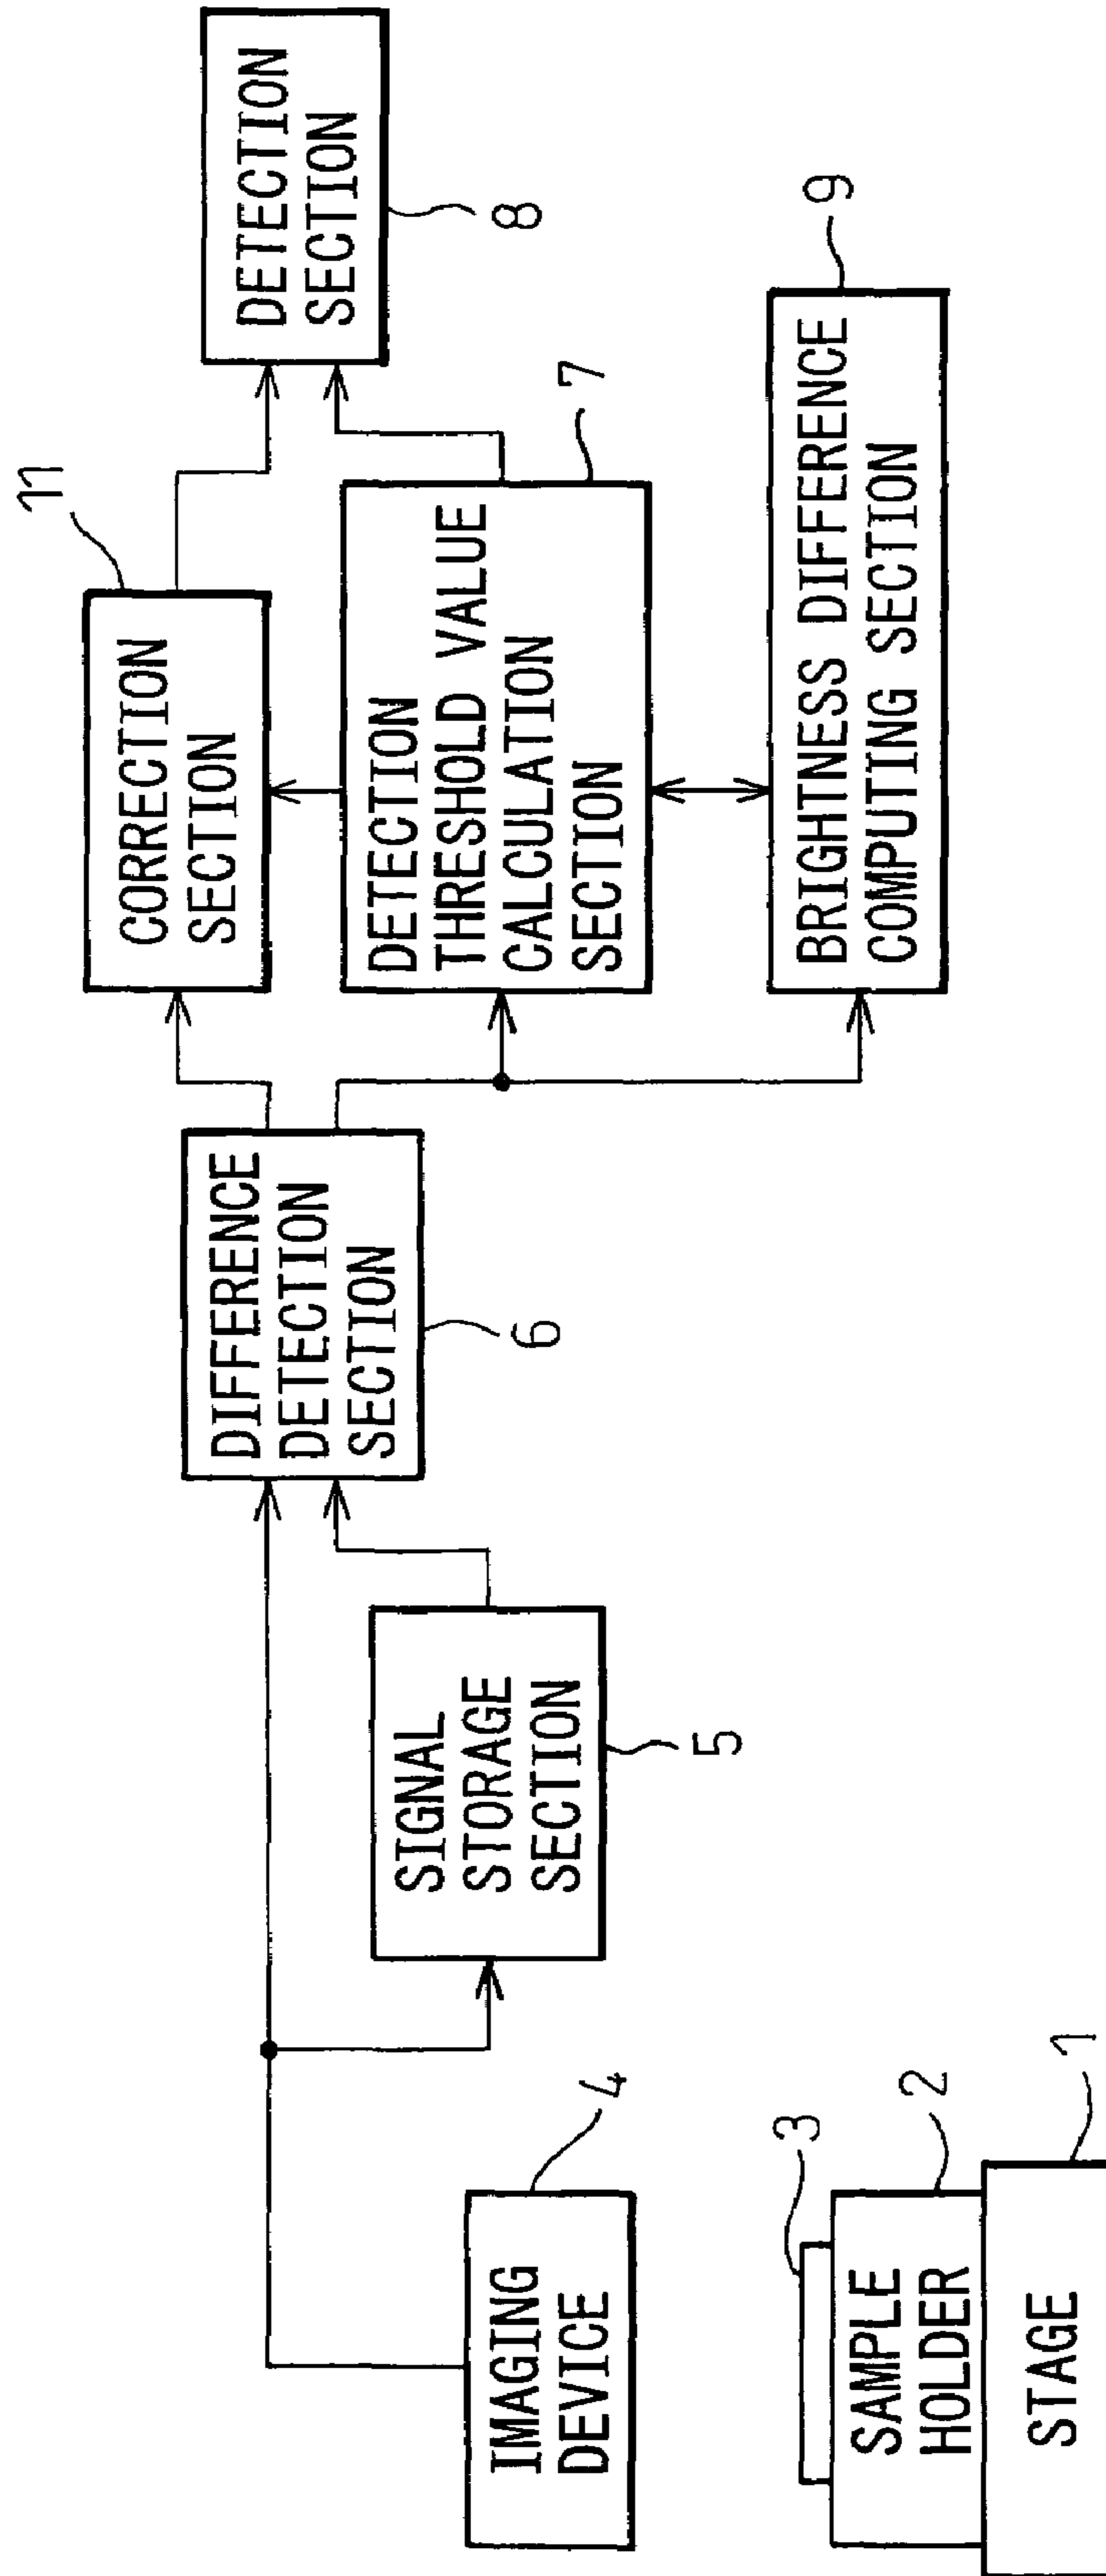 IMAGING
DEVICE
4
3
SAMPLE
HOLDER
2
STAGE
1
SIGNAL
STORAGE
SECTION
5
DIFFERENCE
DETECTION
SECTION
6
CORRECTION
SECTION
11
DETECTION
THRESHOLD VALUE
CALCULATION
SECTION
7
BRIGHTNESS DIFFERENCE
COMPUTING SECTION
9
DETECTION
SECTION
8